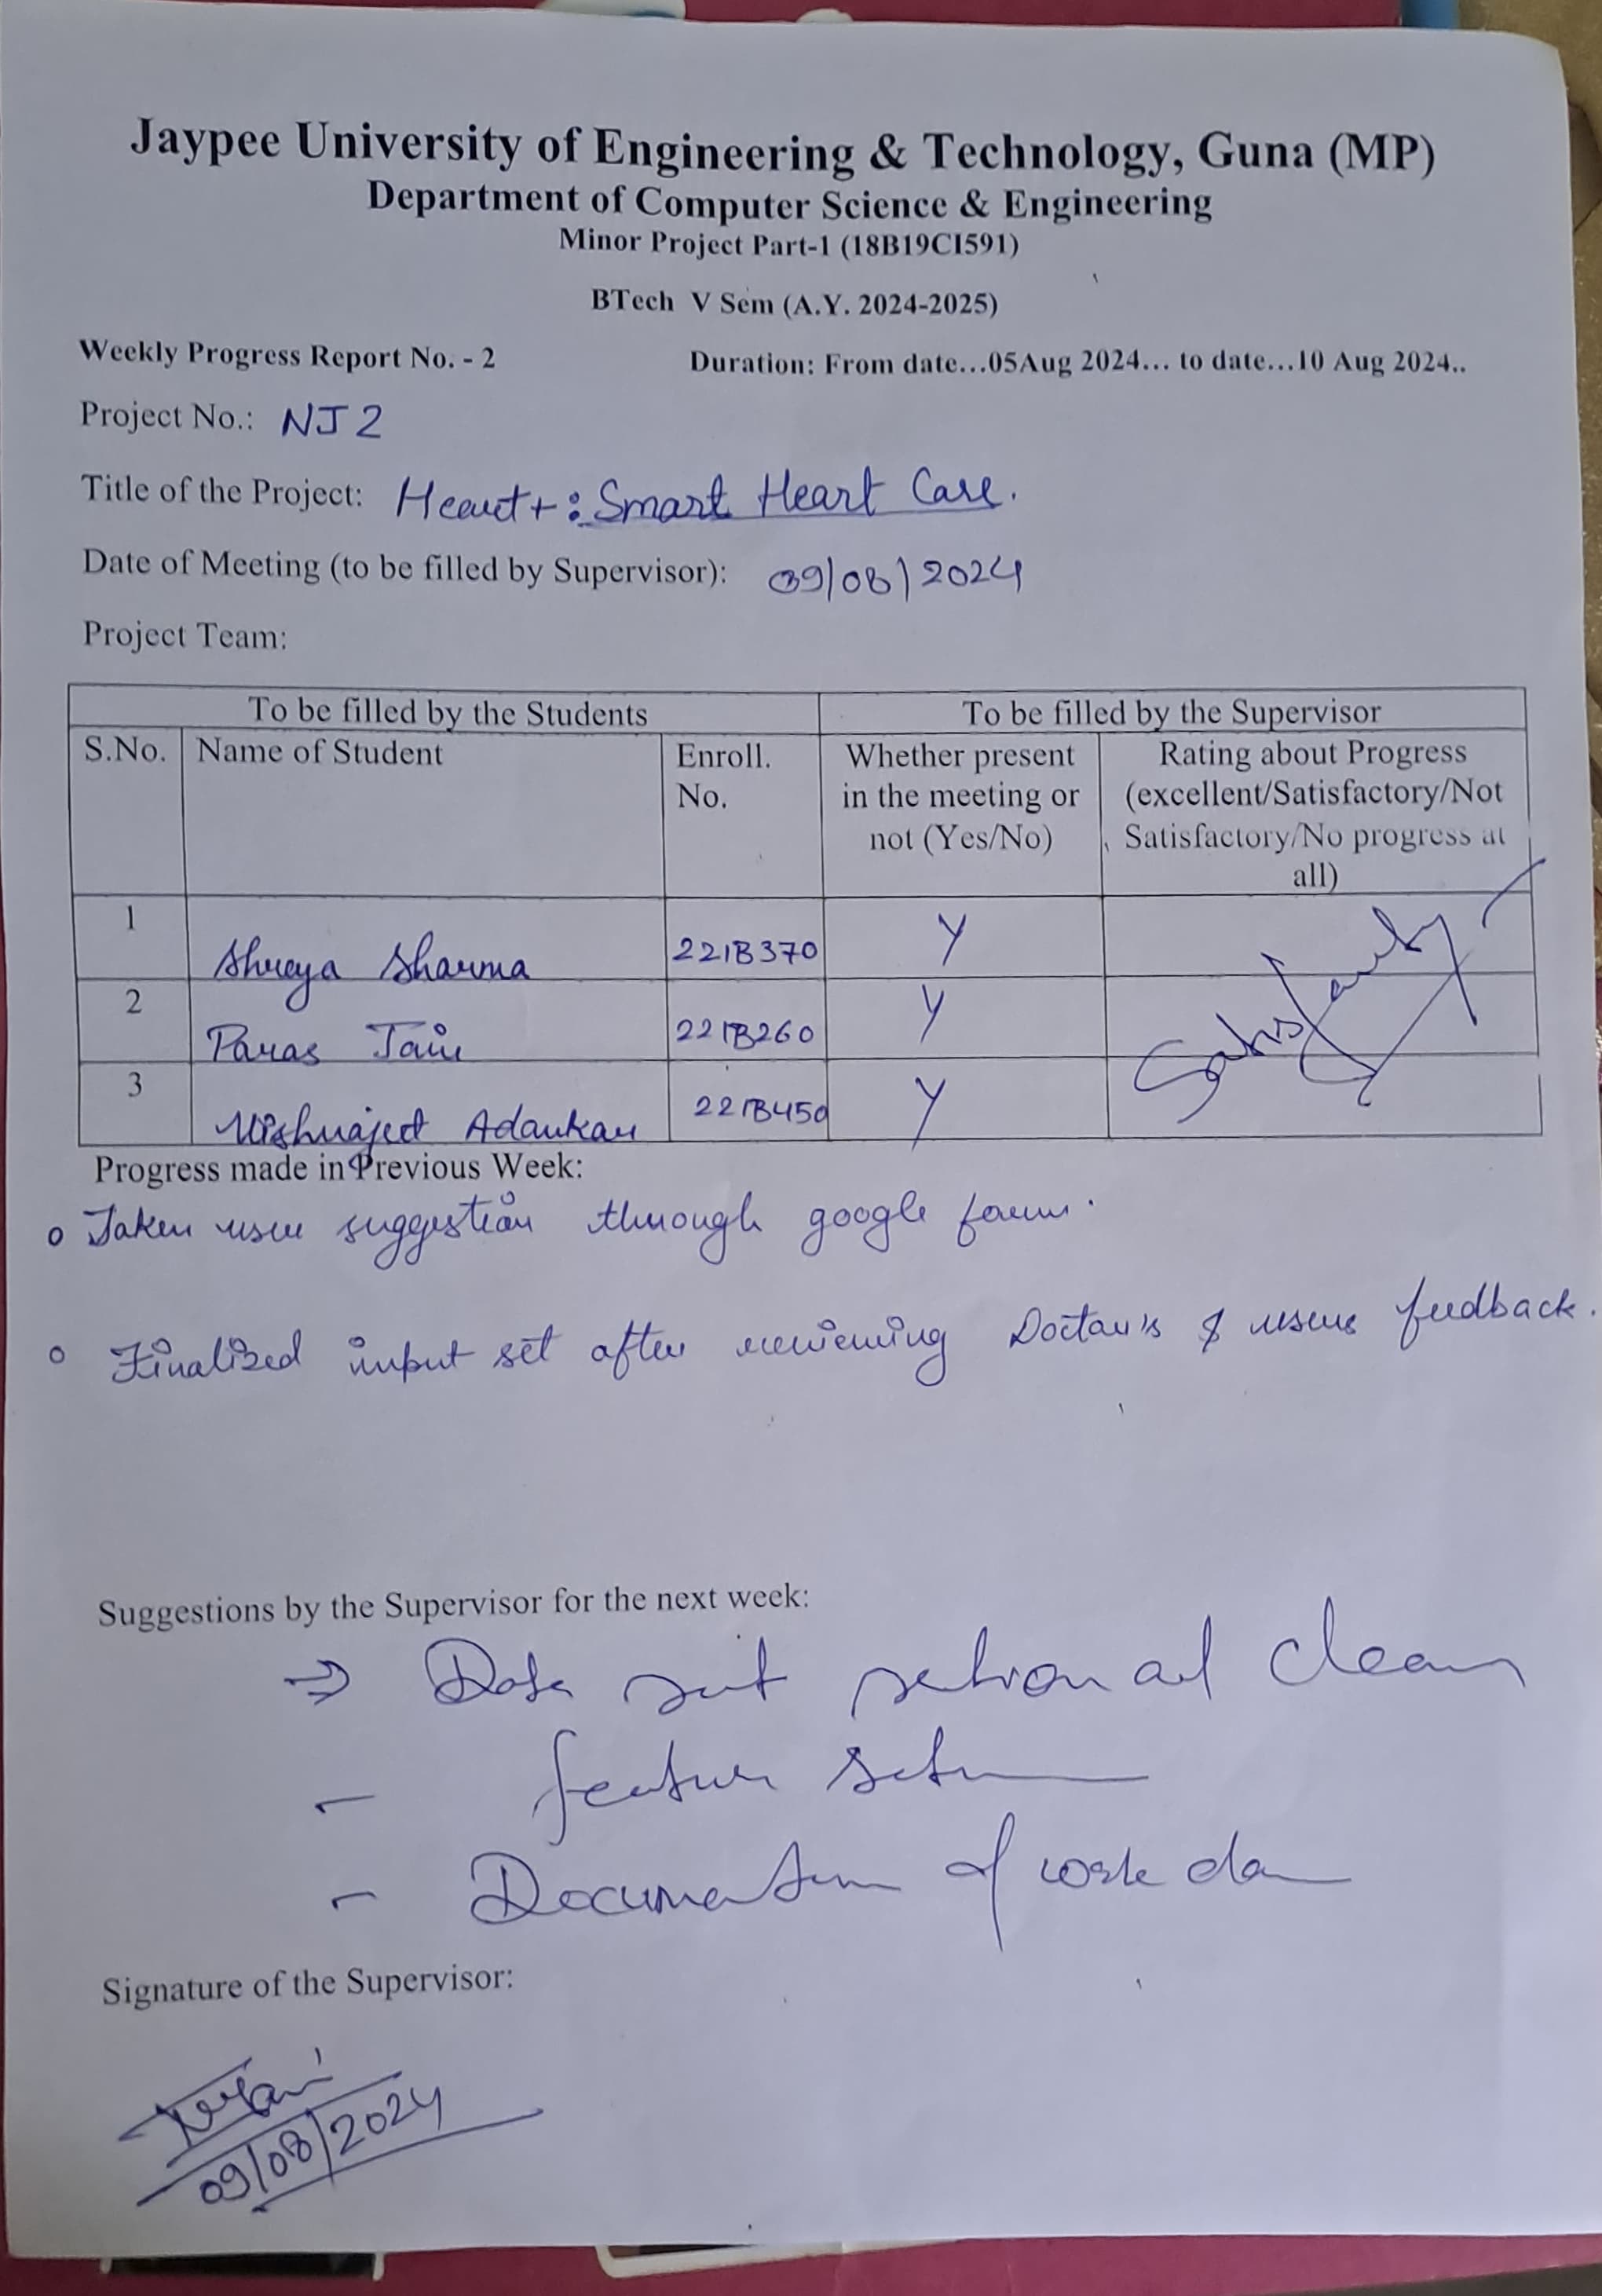 Jaypee University of Engineering & Technology, Guna (MP)
Department of Computer Science & Engineering
Minor Project Part-1 (18B19CI591)
BTech V Sem (A.Y. 2024-2025)
Weekly Progress Report No. - 2 Duration: From date...05Aug 2024... to date...10 Aug 2024..
Project No.: NJ2
Title of the Project: Heart+: Smart Heart Care.
Date of Meeting (to be filled by Supervisor): 09/08/2024
Project Team:
To be filled by the Students To be filled by the Supervisor
S.No. Name of Student Enroll. No. Whether present in the meeting or not (Yes/No) Rating about Progress (excellent/Satisfactory/Not Satisfactory/No progress at all)
1 Shreya Sharma 221B370 Y
2 Paras Jain 221B260 Y
3 Vishwajeet Adankar 221B450 Y
Satisfactory
Progress made in Previous Week:
Taken user suggestion through google form.
Finalized input set after reviewing Doctor's & users feedback.
Suggestions by the Supervisor for the next week:
⇒ Data set and clean
- feature
- Documentation of work done
Signature of the Supervisor:
09/08/2024